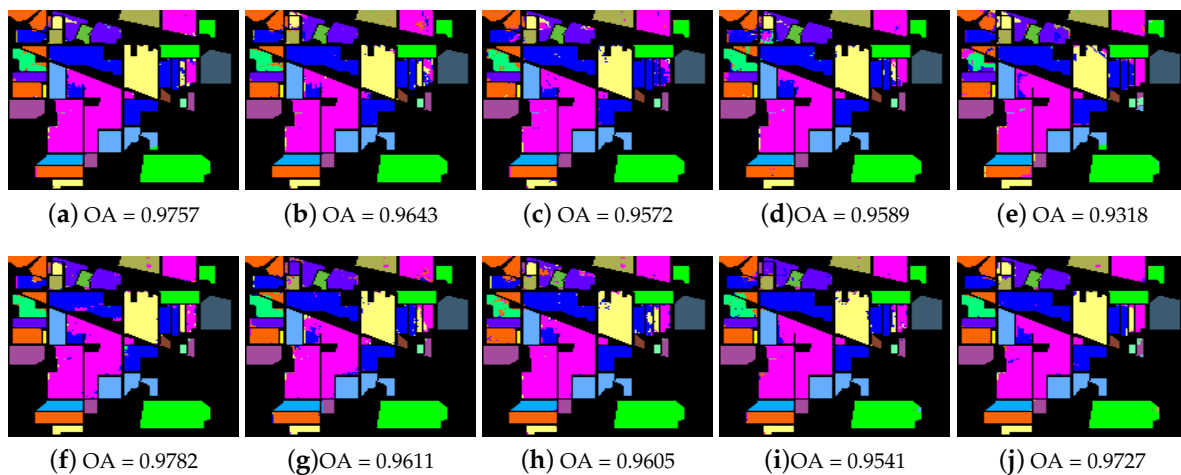 (a) OA = 0.9757
(b) OA = 0.9643
(c) OA = 0.9572
(d)OA = 0.9589
(e) OA = 0.9318
(f) OA = 0.9782
(g)OA = 0.9611
(h) OA = 0.9605
(i)OA = 0.9541
(j) OA = 0.9727